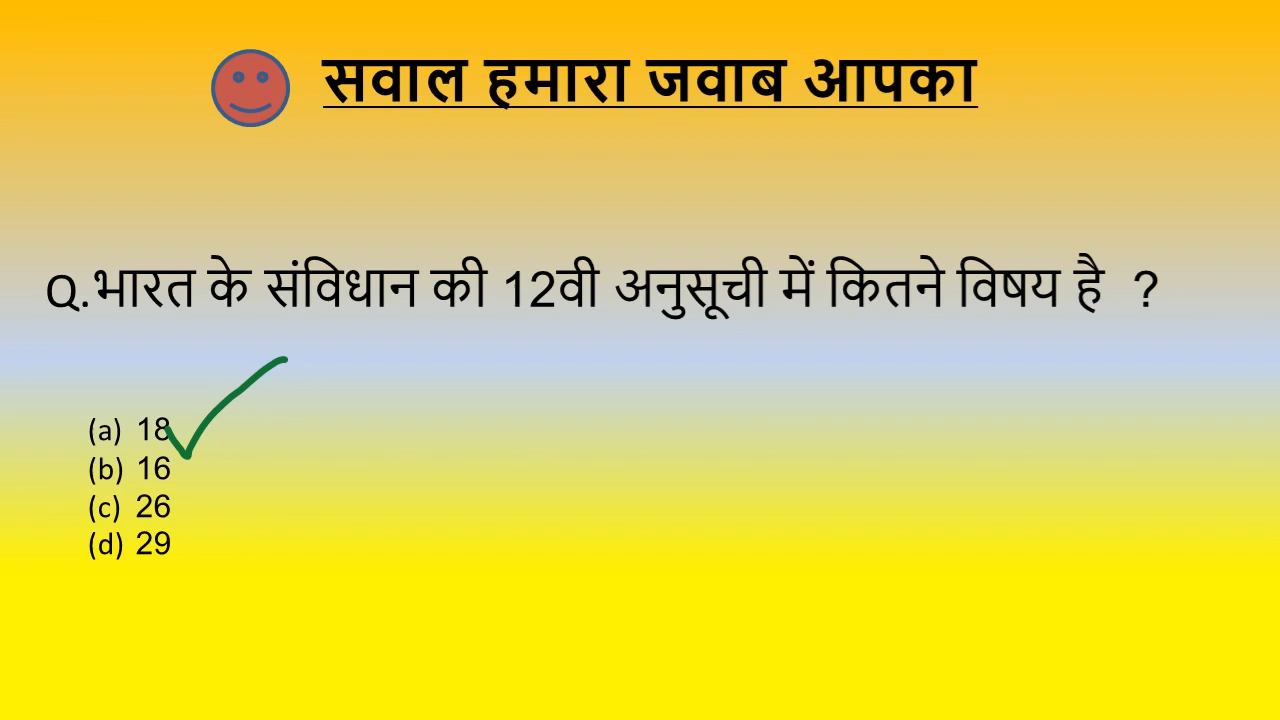 सवाल हमारा जवाब आपका
Q.भारत के संविधान की 12वी अनुसूची में कितने विषय है ?
(a) 18
(b) 16
(c) 26
(d) 29